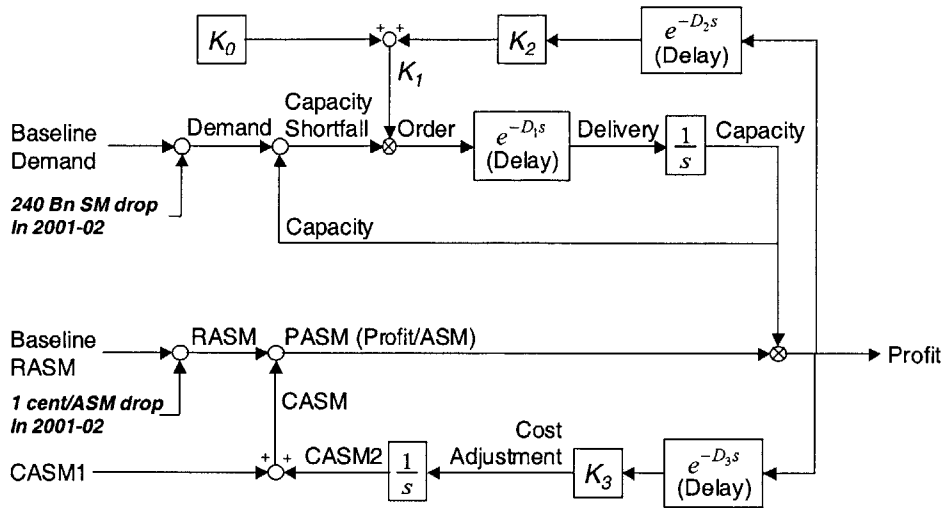 K₀
+ +
K₂
e^{-D₂s}
(Delay)
K₁
Baseline
Demand
Demand
Capacity
Shortfall
Order
e^{-D₁s}
(Delay)
Delivery
1
s
Capacity
240 Bn SM drop
In 2001-02
Capacity
Baseline
RASM
RASM
PASM (Profit/ASM)
Profit
1 cent/ASM drop
In 2001-02
CASM
CASM1
+ +
CASM2
1
s
Cost
Adjustment
K₃
e^{-D₃s}
(Delay)